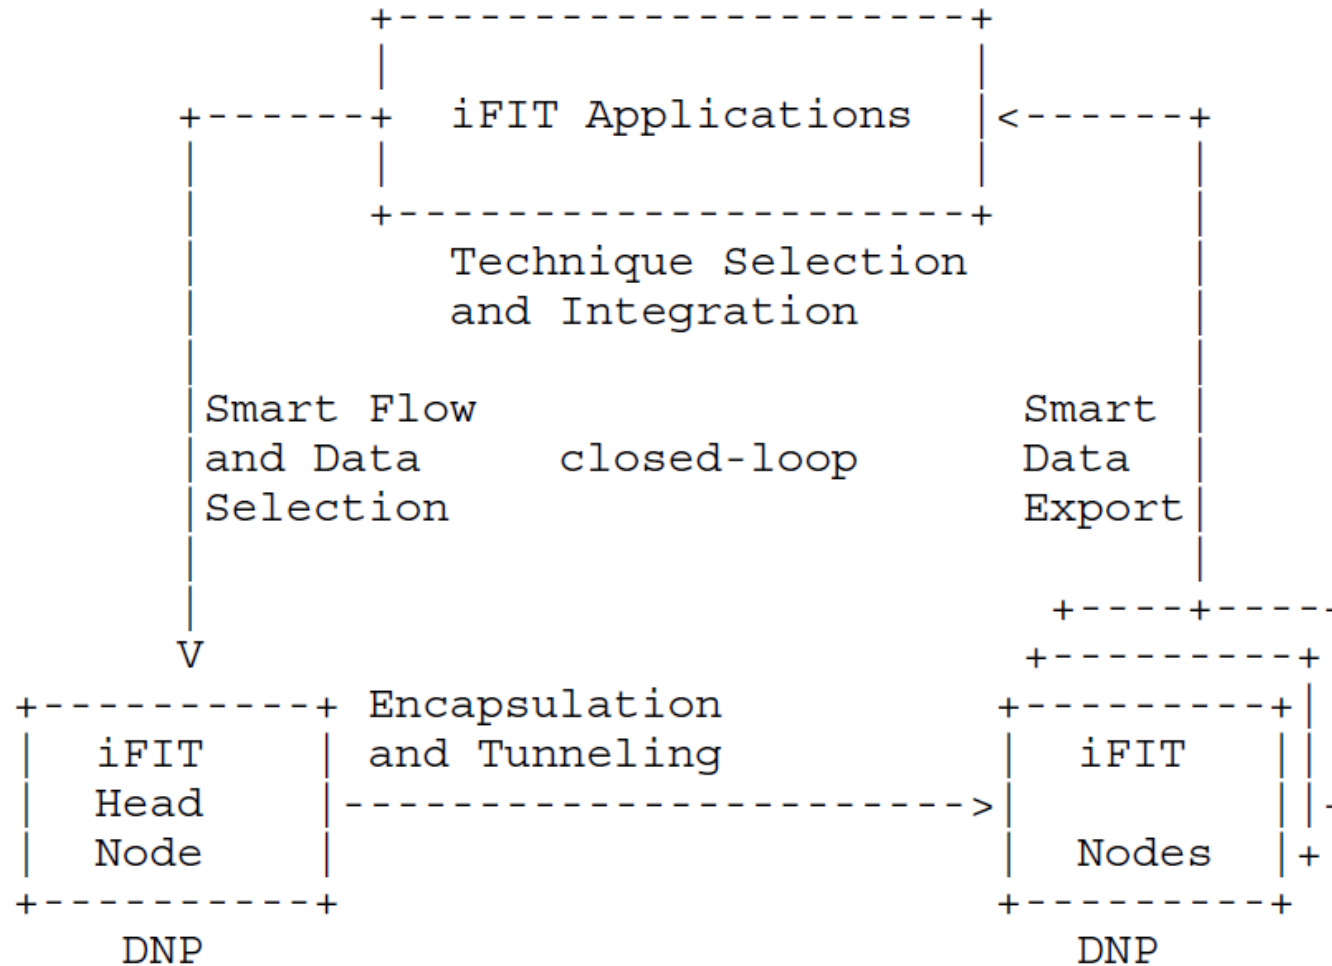 iFIT Applications
Technique Selection
and Integration
Smart Flow
and Data
Selection
closed-loop
Smart
Data
Export
V
Encapsulation
and Tunneling
iFIT
Head
Node
iFIT
Nodes
DNP
DNP